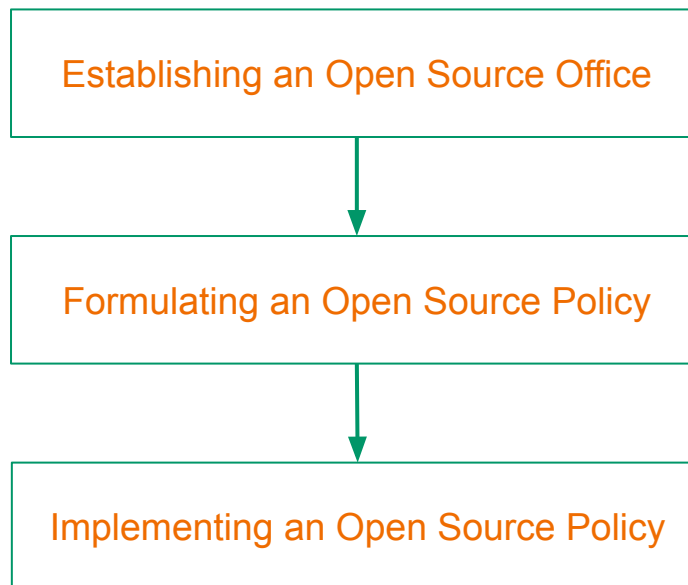 Establishing an Open Source Office
Formulating an Open Source Policy
Implementing an Open Source Policy